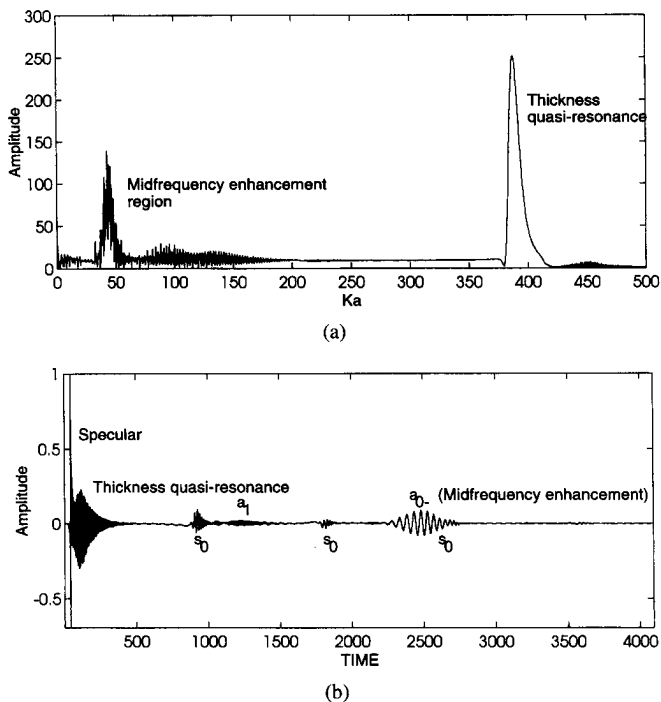 300
250
200
150
100
50
0
Amplitude
Midfrequency enhancement
region
Thickness
quasi-resonance
0 50 100 150 200 250 300 350 400 450 500
Ka
(a)
1
0.5
0
-0.5
Amplitude
Specular
Thickness quasi-resonance
a1
a0- (Midfrequency enhancement)
s0 s0 s0
500 1000 1500 2000 2500 3000 3500 4000
TIME
(b)